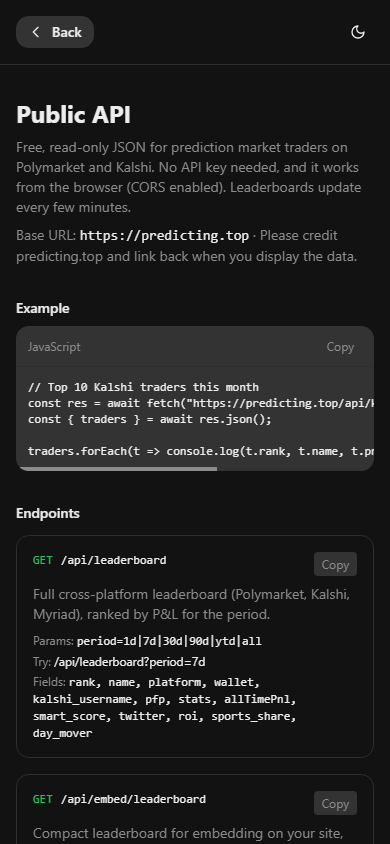 Back
Public API
Free, read-only JSON for prediction market traders on
Polymarket and Kalshi. No API key needed, and it works
from the browser (CORS enabled). Leaderboards update
every few minutes.
Base URL: https://predicting.top · Please credit
predicting.top and link back when you display the data.
Example
JavaScript
Copy
// Top 10 Kalshi traders this month
const res = await fetch("https://predicting.top/api/k
const { traders } = await res.json();
traders.forEach(t => console.log(t.rank, t.name, t.pr
Endpoints
GET /api/leaderboard
Copy
Full cross-platform leaderboard (Polymarket, Kalshi,
Myriad), ranked by P&L for the period.
Params: period=1d|7d|30d|90d|ytd|all
Try: /api/leaderboard?period=7d
Fields: rank, name, platform, wallet,
kalshi_username, pfp, stats, allTimePnl,
smart_score, twitter, roi, sports_share,
day_mover
GET /api/embed/leaderboard
Copy
Compact leaderboard for embedding on your site,